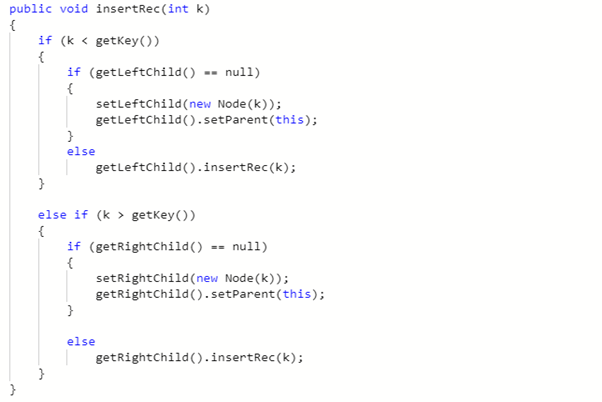 public void insertRec(int k)
{
if (k < getKey())
{
if (getLeftChild() == null)
{
setLeftChild(new Node(k));
getLeftChild().setParent(this);
}
else
getLeftChild().insertRec(k);
}
else if (k > getKey())
{
if (getRightChild() == null)
{
setRightChild(new Node(k));
getRightChild().setParent(this);
}
else
getRightChild().insertRec(k);
}
}